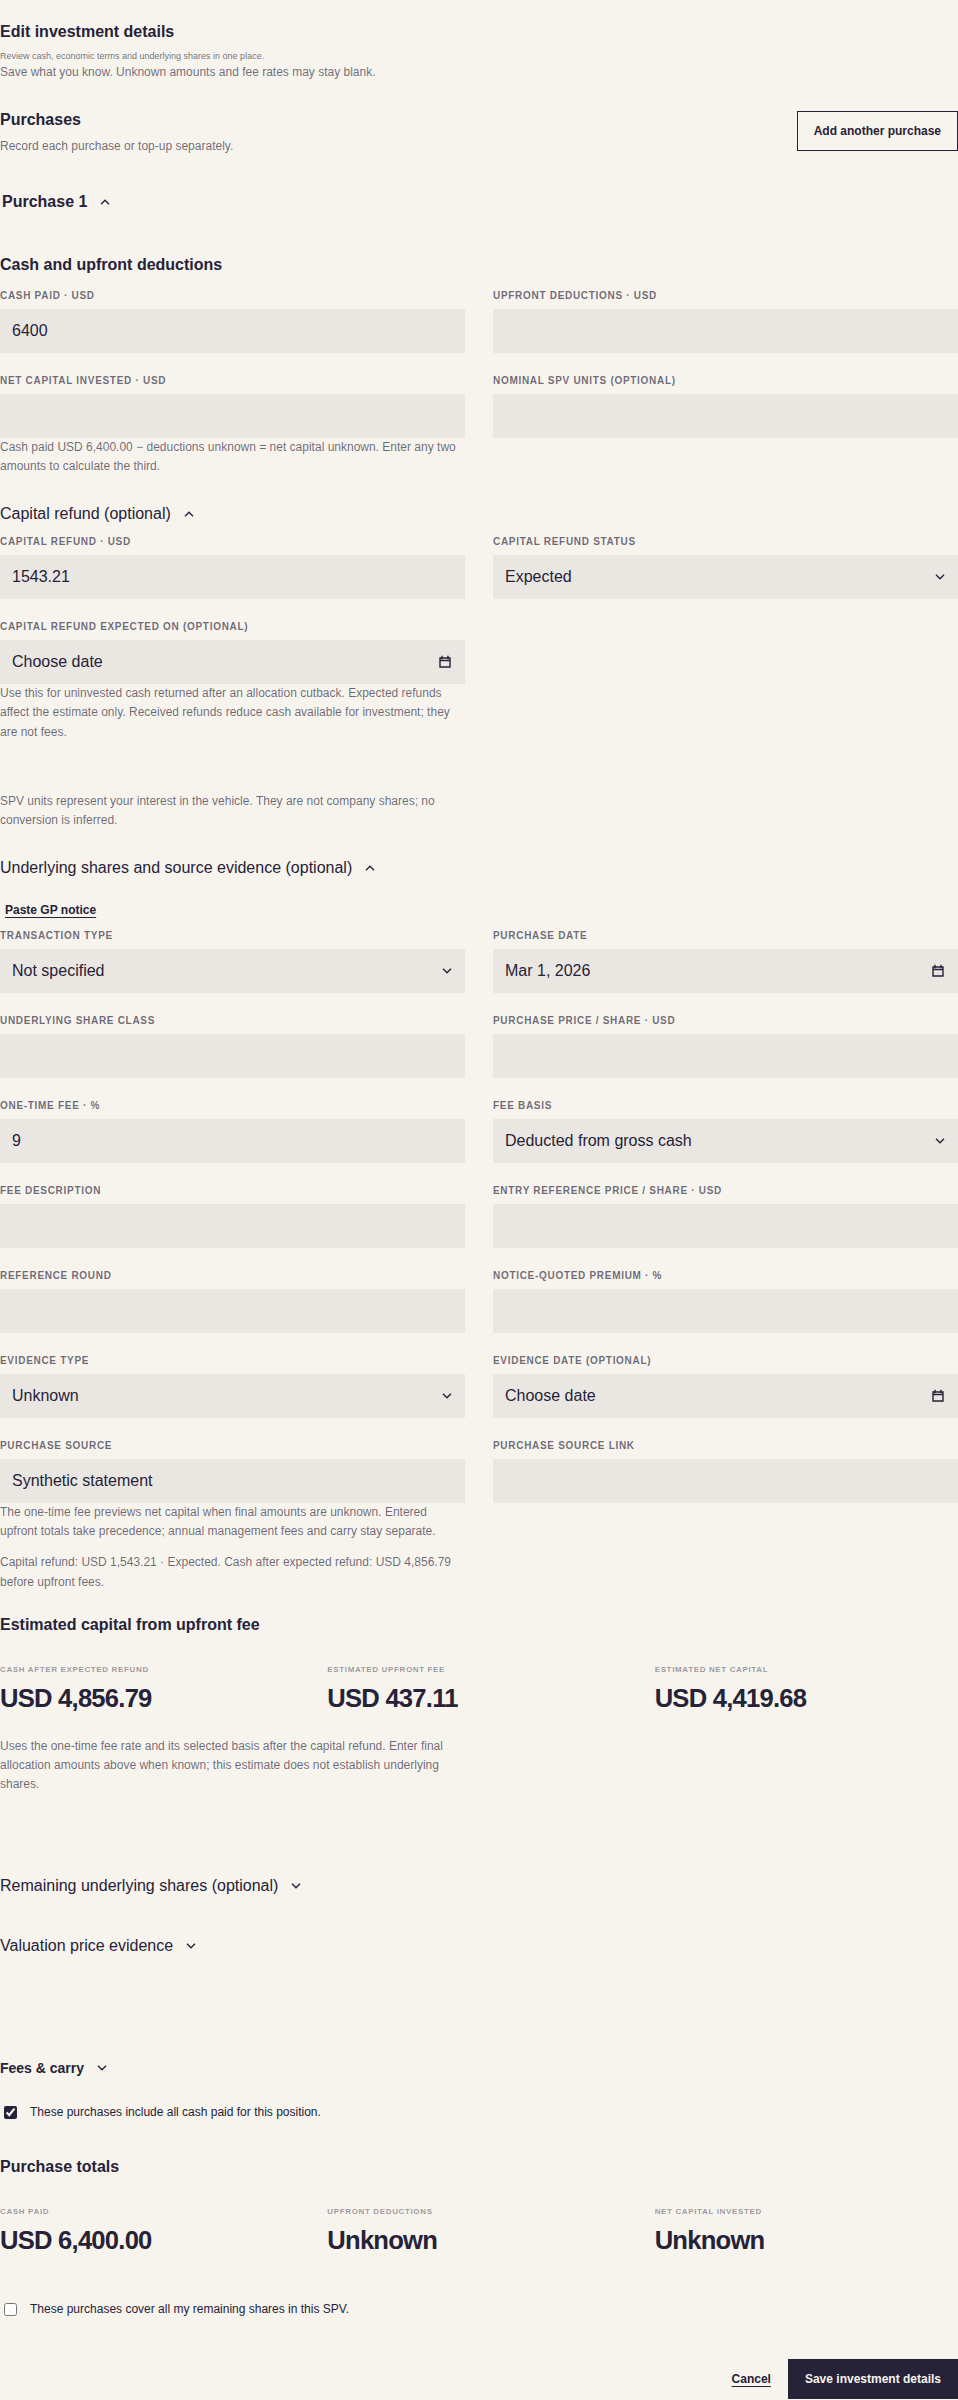 Edit investment details
Review cash, economic terms and underlying shares in one place.
Save what you know. Unknown amounts and fee rates may stay blank.
Purchases
Add another purchase
Record each purchase or top-up separately.
Purchase 1
Cash and upfront deductions
CASH PAID · USD
UPFRONT DEDUCTIONS · USD
6400
NET CAPITAL INVESTED · USD
NOMINAL SPV UNITS (OPTIONAL)
Cash paid USD 6,400.00 − deductions unknown = net capital unknown. Enter any two
amounts to calculate the third.
Capital refund (optional)
CAPITAL REFUND · USD
CAPITAL REFUND STATUS
1543.21
Expected
CAPITAL REFUND EXPECTED ON (OPTIONAL)
Choose date
Use this for uninvested cash returned after an allocation cutback. Expected refunds
affect the estimate only. Received refunds reduce cash available for investment; they
are not fees.
SPV units represent your interest in the vehicle. They are not company shares; no
conversion is inferred.
Underlying shares and source evidence (optional)
Paste GP notice
TRANSACTION TYPE
PURCHASE DATE
Not specified
Mar 1, 2026
UNDERLYING SHARE CLASS
PURCHASE PRICE / SHARE · USD
ONE-TIME FEE · %
FEE BASIS
9
Deducted from gross cash
FEE DESCRIPTION
ENTRY REFERENCE PRICE / SHARE · USD
REFERENCE ROUND
NOTICE-QUOTED PREMIUM · %
EVIDENCE TYPE
EVIDENCE DATE (OPTIONAL)
Unknown
Choose date
PURCHASE SOURCE
PURCHASE SOURCE LINK
Synthetic statement
The one-time fee previews net capital when final amounts are unknown. Entered
upfront totals take precedence; annual management fees and carry stay separate.
Capital refund: USD 1,543.21 · Expected. Cash after expected refund: USD 4,856.79
before upfront fees.
Estimated capital from upfront fee
CASH AFTER EXPECTED REFUND
ESTIMATED UPFRONT FEE
ESTIMATED NET CAPITAL
USD 4,856.79
USD 437.11
USD 4,419.68
Uses the one-time fee rate and its selected basis after the capital refund. Enter final
allocation amounts above when known; this estimate does not establish underlying
shares.
Remaining underlying shares (optional)
Valuation price evidence
Fees & carry
These purchases include all cash paid for this position.
Purchase totals
CASH PAID
UPFRONT DEDUCTIONS
NET CAPITAL INVESTED
USD 6,400.00
Unknown
Unknown
These purchases cover all my remaining shares in this SPV.
Cancel
Save investment details